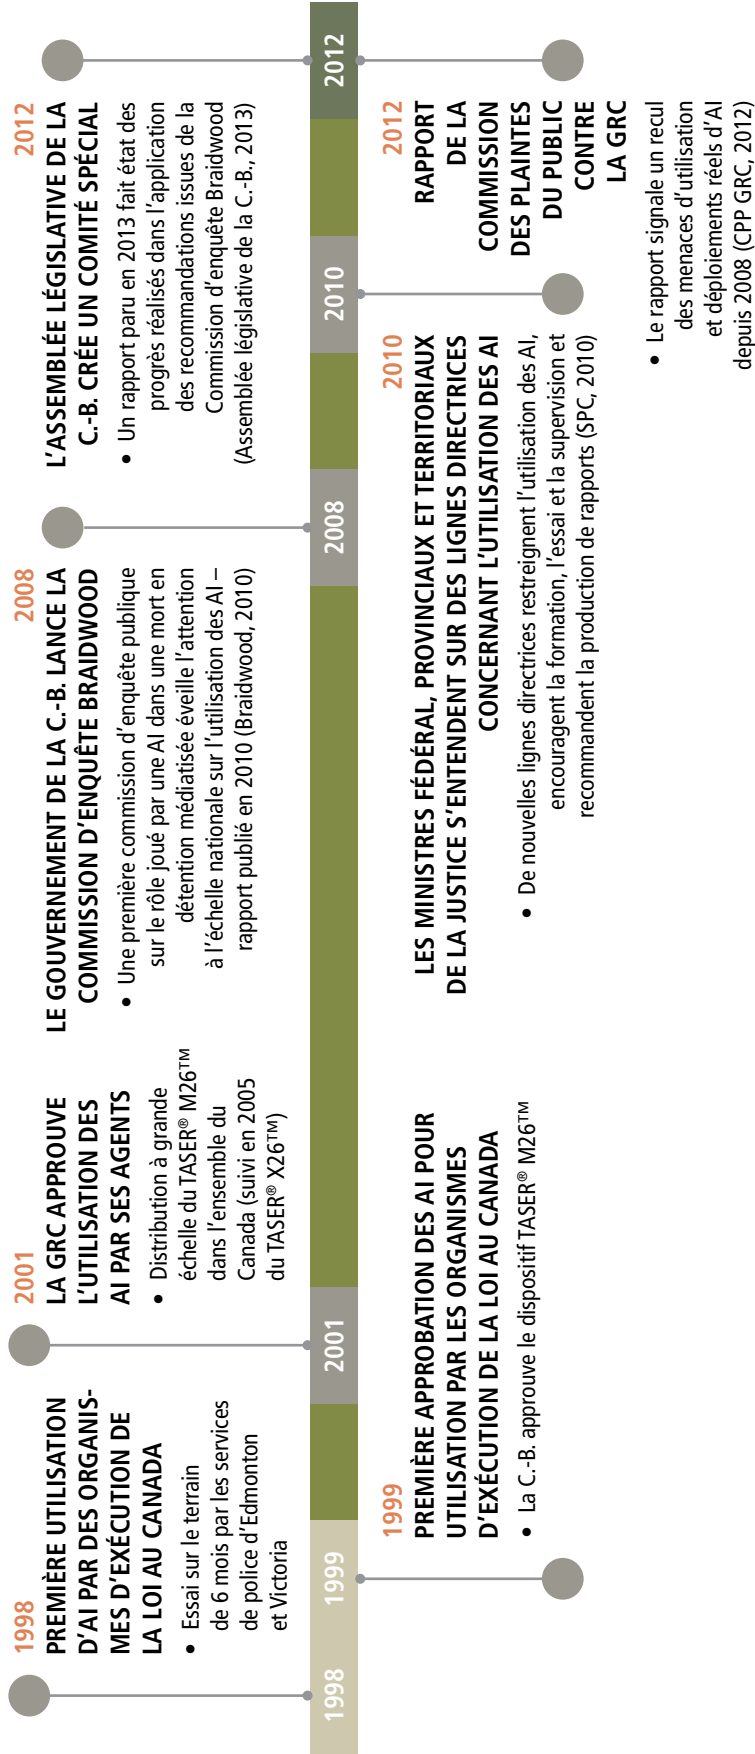 1998
PREMIÈRE UTILISATION
D'AI PAR DES ORGANIS-
MES D'EXÉCUTION DE
LA LOI AU CANADA
• Essai sur le terrain
de 6 mois par les services
de police d'Edmonton
et Victoria
2001
LA GRC APPROUVE
L'UTILISATION DES
AI PAR SES AGENTS
• Distribution à grande
échelle du TASER® M26™
dans l'ensemble du
Canada (suivi en 2005
du TASER® X26™)
2008
LE GOUVERNEMENT DE LA C.-B. LANCE LA
COMMISSION D'ENQUÊTE BRAIDWOOD
• Une première commission d'enquête publique
sur le rôle joué par une AI dans une mort en
détention médiatisée éveille l'attention
à l'échelle nationale sur l'utilisation des AI –
rapport publié en 2010 (Braidwood, 2010)
2012
L'ASSEMBLÉE LÉGISLATIVE DE LA
C.-B. CRÉE UN COMITÉ SPÉCIAL
• Un rapport paru en 2013 fait état des
progrès réalisés dans l'application
des recommandations issues de la
Commission d'enquête Braidwood
(Assemblée législative de la C.-B., 2013)
1998
1999
2001
2008
2010
2012
1999
PREMIÈRE APPROBATION DES AI POUR
UTILISATION PAR LES ORGANISMES
D'EXÉCUTION DE LA LOI AU CANADA
• La C.-B. approuve le dispositif TASER® M26™
2010
LES MINISTRES FÉDÉRAL, PROVINCIAUX ET TERRITORIAUX
DE LA JUSTICE S'ENTENDENT SUR DES LIGNES DIRECTRICES
CONCERNANT L'UTILISATION DES AI
• De nouvelles lignes directrices restreignent l'utilisation des AI,
encouragent la formation, l'essai et la supervision et
recommandent la production de rapports (SPC, 2010)
2012
RAPPORT
DE LA
COMMISSION
DES PLAINTES
DU PUBLIC
CONTRE
LA GRC
• Le rapport signale un recul
des menaces d'utilisation
et déploiements réels d'AI
depuis 2008 (CPP GRC, 2012)